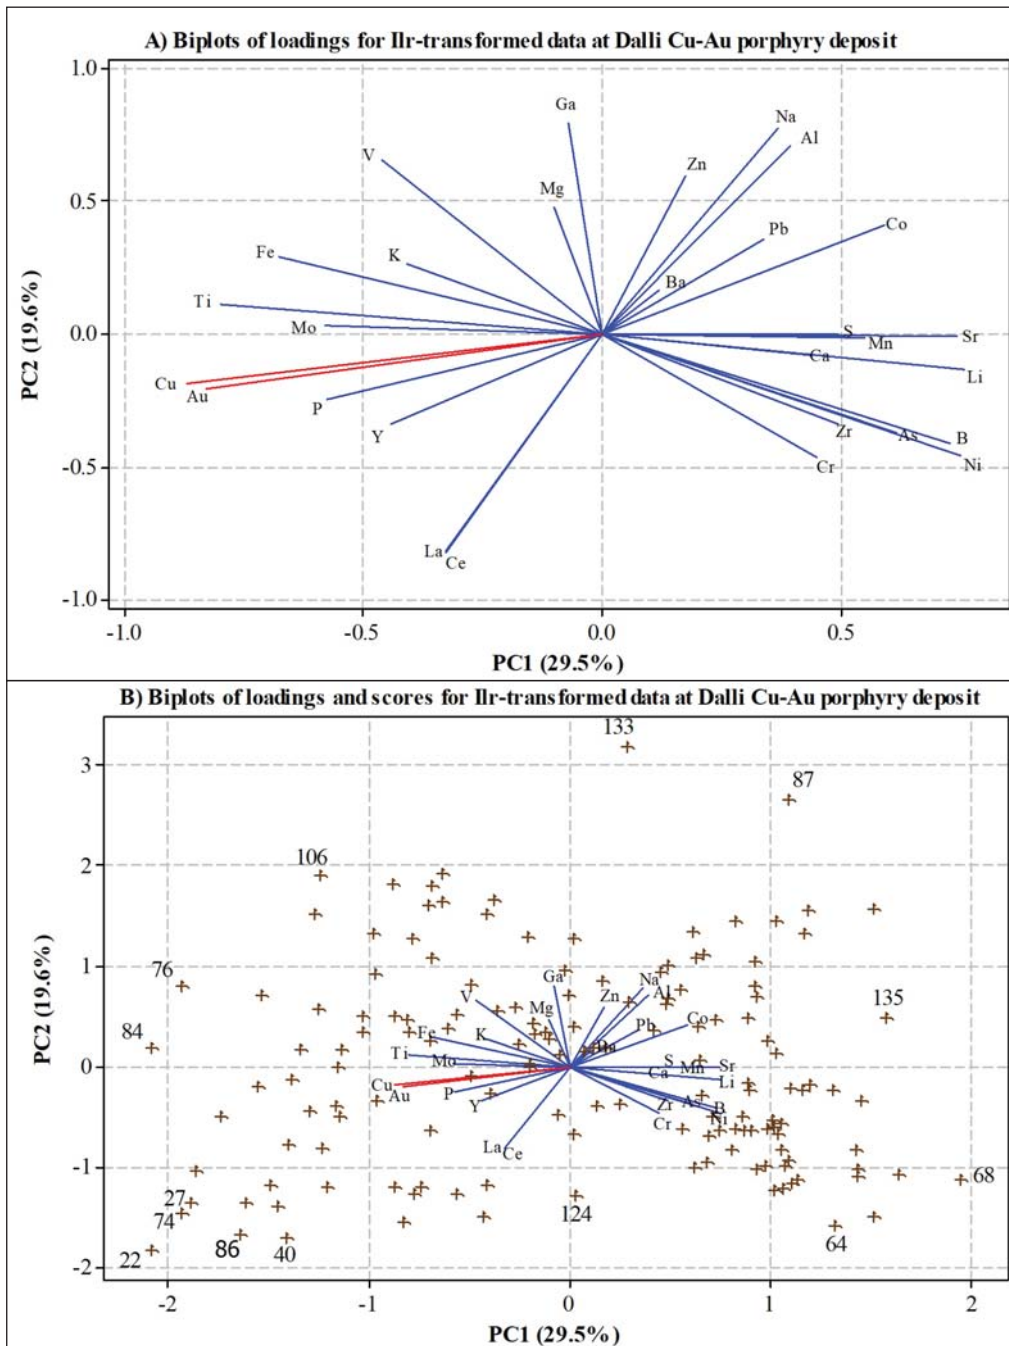 A) Biplots of loadings for Ilr-transformed data at Dalli Cu-Au porphyry deposit
1.0
Ga
Na
Al
V
Zn
Mg
0.5
Co
Pb
Fe
K
Ba
Ti
Mo
0.0
S
Mn
Sr
Ca
Cu
Au
Li
P
Y
Zr
As
B
Cr
Ni
-0.5
La
Ce
-1.0
PC2 (19.6%)
-1.0
-0.5
0.0
0.5
PC1 (29.5%)
B) Biplots of loadings and scores for Ilr-transformed data at Dalli Cu-Au porphyry deposit
133
3
87
2
106
76
1
Ga
Na
Al
V
Zn
135
Mg
Co
84
Fe
K
Pb
Ti
Mo
Ba
0
S
Mn
Sr
Ca
Li
Cu
Au
P
Y
Zr
As
B
Ni
Cr
La
Ce
-1
68
27
74
124
22
86
40
64
-2
PC2 (19.6%)
-2
-1
0
1
2
PC1 (29.5%)